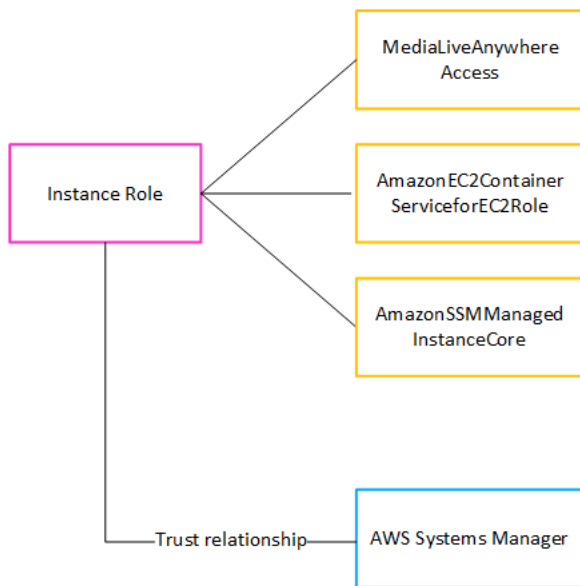 MediaLiveAnywhere
Access
Instance Role
AmazonEC2Container
ServiceforEC2Role
AmazonSSMManaged
InstanceCore
Trust relationship
AWS Systems Manager